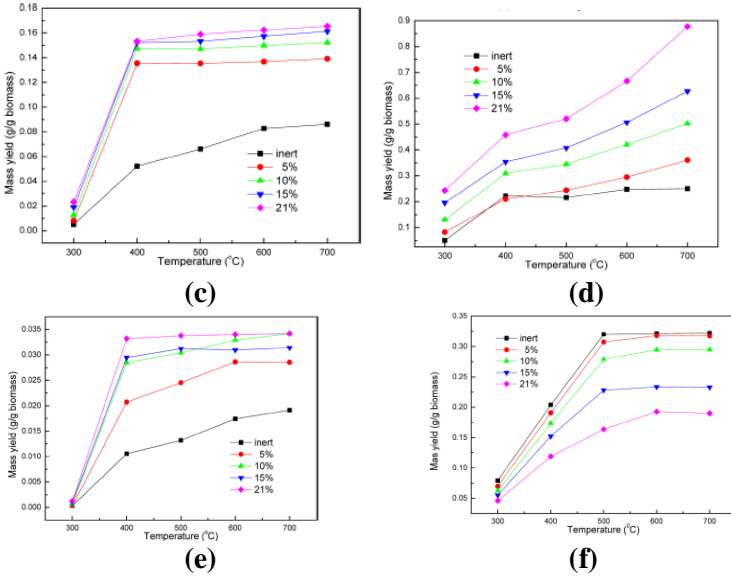 0.18
0.16
0.14
0.12
0.10
0.08
0.06
0.04
0.02
0.00
Mass yield (g/g biomass)
inert
5%
10%
15%
21%
300 400 500 600 700
Temperature (°C)
(c)
0.9
0.8
0.7
0.6
0.5
0.4
0.3
0.2
0.1
Mass yield (g/g biomass)
inert
5%
10%
15%
21%
300 400 500 600 700
Temperature (°C)
(d)
0.035
0.030
0.025
0.020
0.015
0.010
0.005
0.000
Mass yield (g/g biomass)
inert
5%
10%
15%
21%
300 400 500 600 700
Temperature (°C)
(e)
0.35
0.30
0.25
0.20
0.15
0.10
0.05
Mas yield (g/g biomass)
inert
5%
10%
15%
21%
300 400 500 600 700
Temperature (°C)
(f)